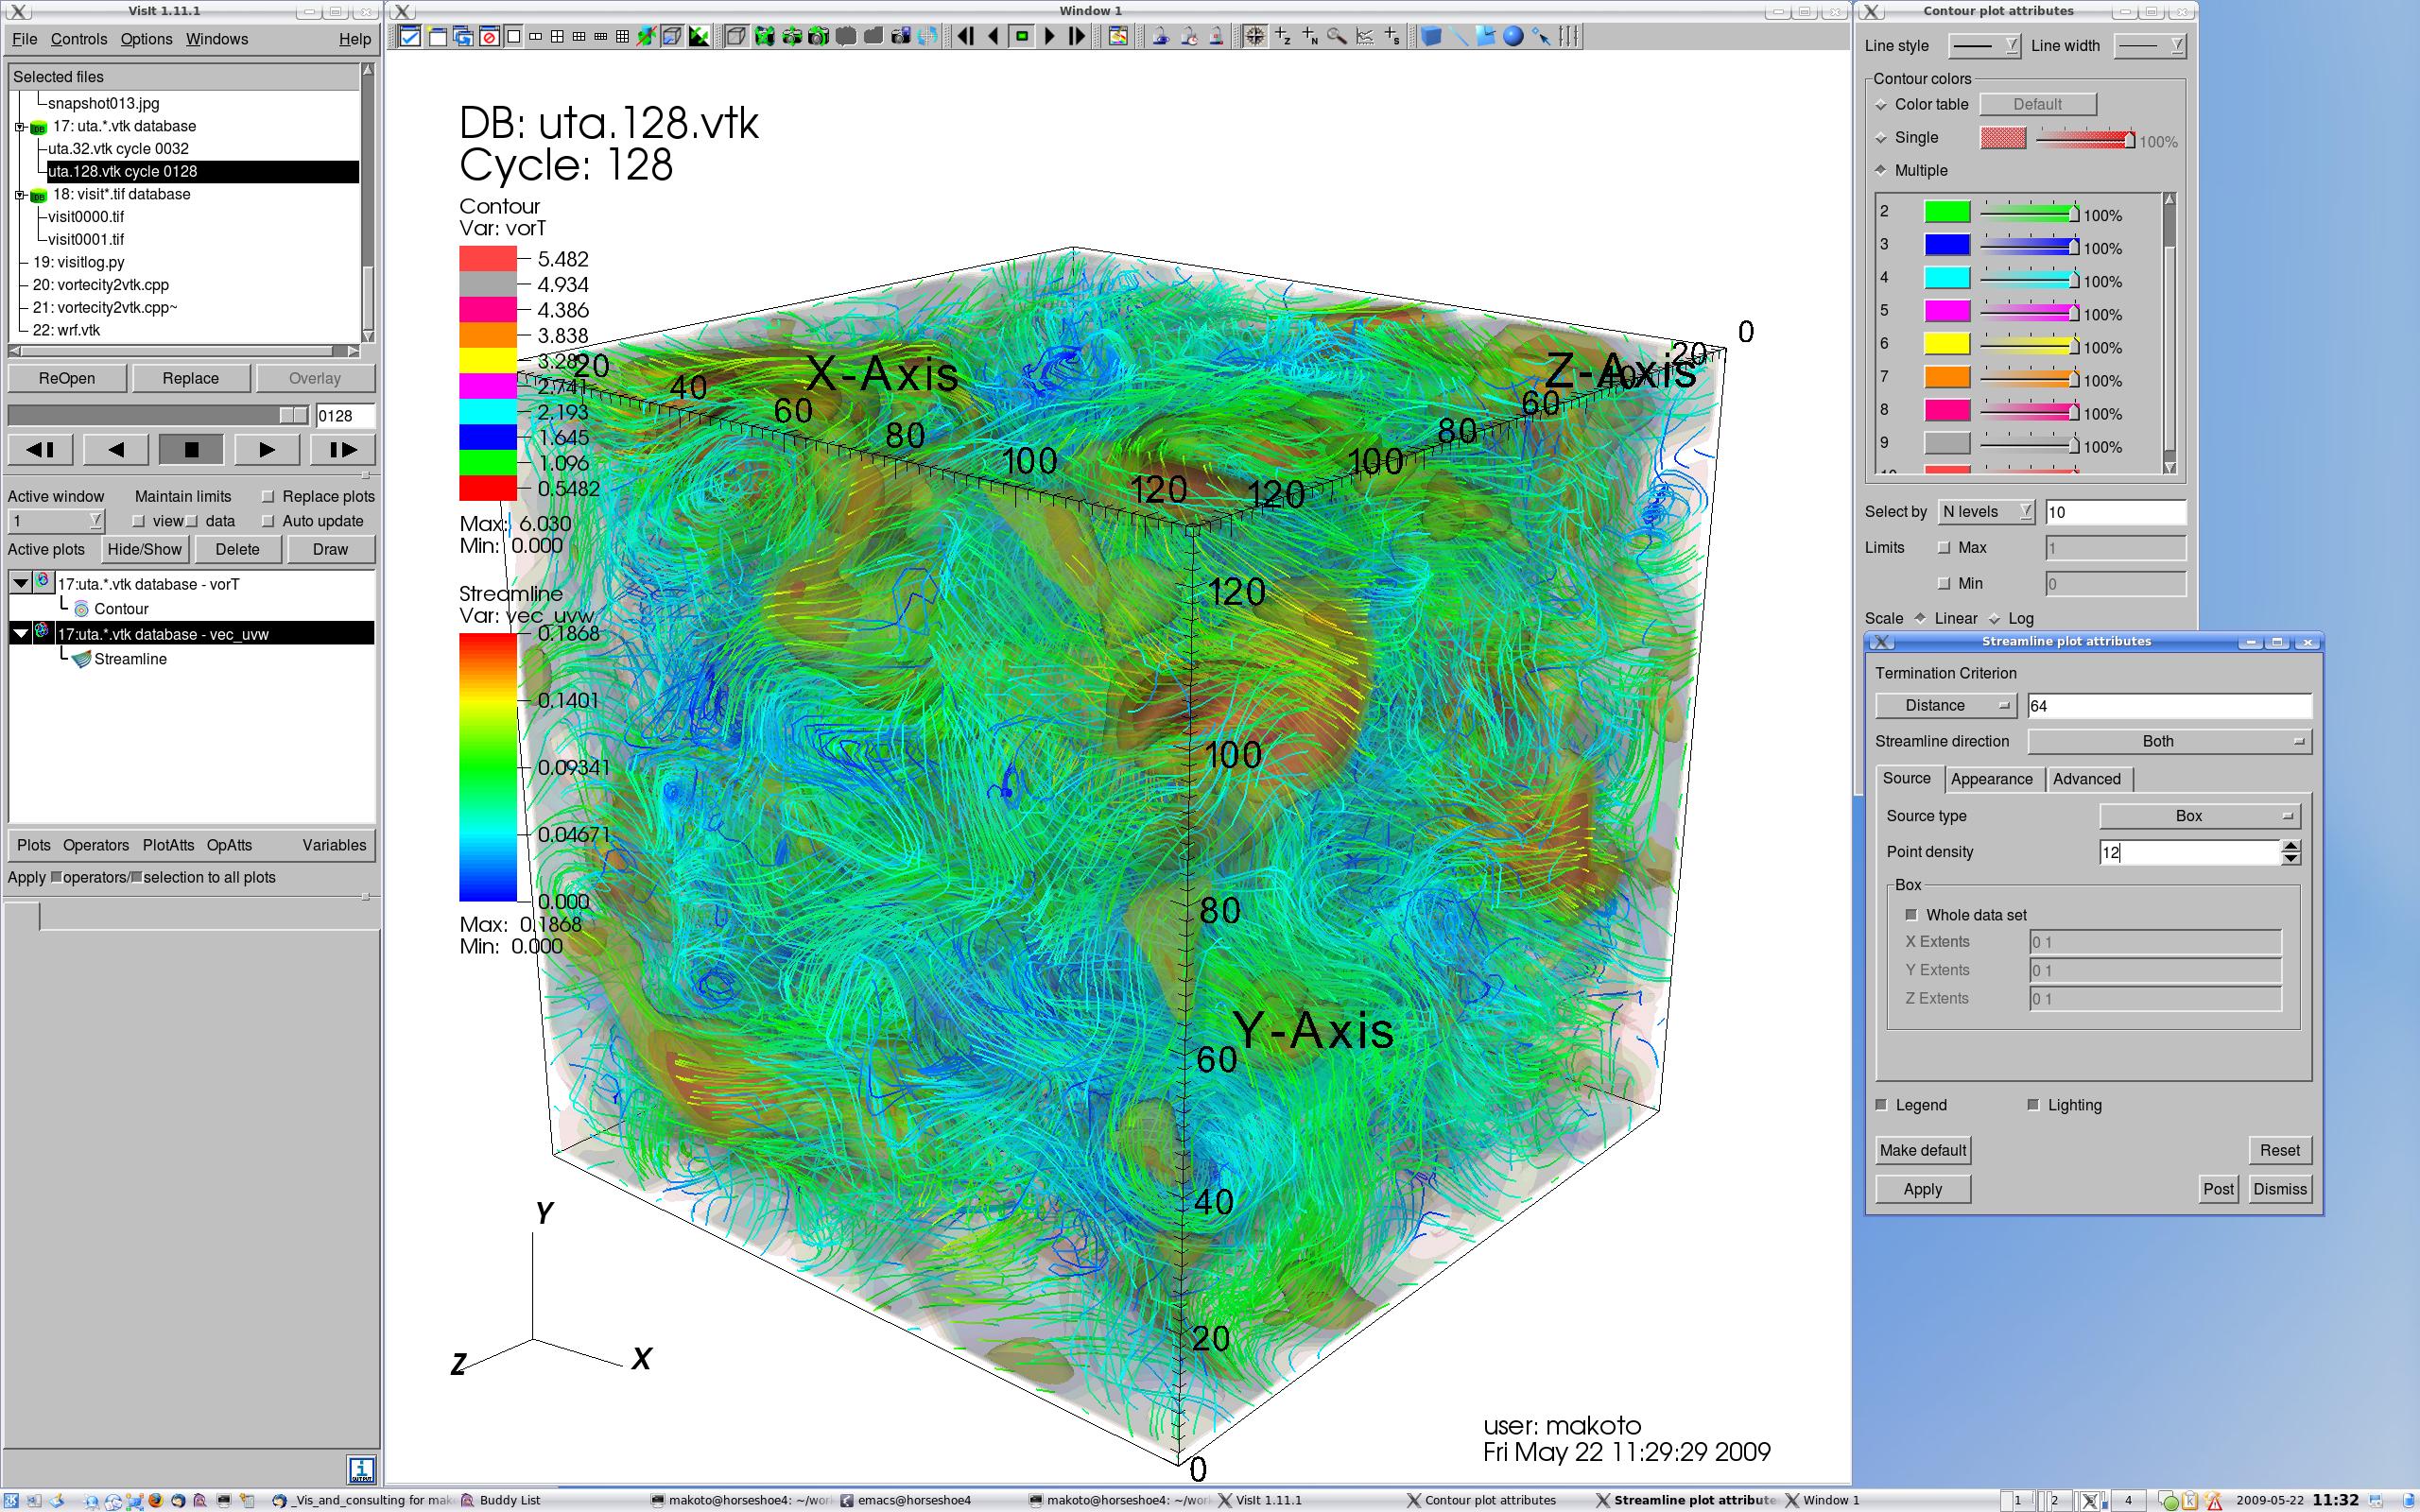 VisIt 1.11.1
File Controls Options Windows Help
Selected files
snapshot013.jpg
17: uta.*.vtk database
uta.32.vtk cycle 0032
uta.128.vtk cycle 0128
18: visit*.tif database
visit0000.tif
visit0001.tif
19: visitlog.py
20: vortecity2vtk.cpp
21: vortecity2vtk.cpp~
22: wrf.vtk
ReOpen Replace Overlay
0128
Active window Maintain limits Replace plots
1 view data Auto update
Active plots Hide/Show Delete Draw
17:uta.*.vtk database - vorT
Contour
17:uta.*.vtk database - vec_uvw
Streamline
Plots Operators PlotAtts OpAtts Variables
Apply operators/ selection to all plots
Window 1
DB: uta.128.vtk
Cycle: 128
Contour
Var: vorT
5.482
4.934
4.386
3.838
3.289
2.741
2.193
1.645
1.096
0.5482
Max: 6.030
Min: 0.000
Streamline
Var: vec_uvw
0.1868
0.1401
0.09341
0.04671
0.000
Max: 0.1868
Min: 0.000
X-Axis
20
40
60
80
100
120
Z-Axis
0
20
40
60
80
100
120
Y-Axis
120
100
80
60
40
20
0
Y
Z
X
user: makoto
Fri May 22 11:29:29 2009
Contour plot attributes
Line style Line width
Contour colors
Color table Default
Single 100%
Multiple
2 100%
3 100%
4 100%
5 100%
6 100%
7 100%
8 100%
9 100%
Select by N levels 10
Limits Max 1
Min 0
Scale Linear Log
Streamline plot attributes
Termination Criterion
Distance 64
Streamline direction Both
Source Appearance Advanced
Source type Box
Point density 12
Box
Whole data set
X Extents 0 1
Y Extents 0 1
Z Extents 0 1
Legend Lighting
Make default Reset
Apply Post Dismiss
_Vis_and_consulting for mak
Buddy List
makoto@horseshoe4: ~/wor
emacs@horseshoe4
makoto@horseshoe4: ~/wor
VisIt 1.11.1
Contour plot attributes
Streamline plot attribute
Window 1
1 2 4
2009-05-22 11:32